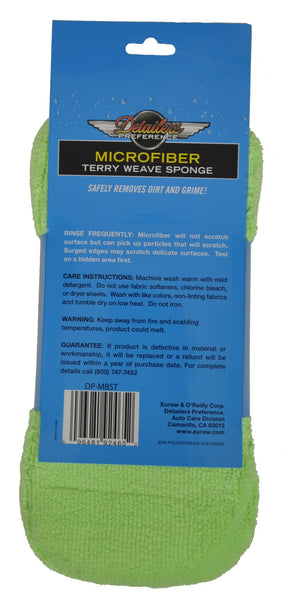 Detailers
PREFERENCE
MICROFIBER
TERRY WEAVE SPONGE
SAFELY REMOVES DIRT AND GRIME!
RINSE FREQUENTLY: Microfiber will not scratch
surface but can pick up particles that will scratch.
Surged edges may scratch delicate surfaces. Test
on a hidden area first.
CARE INSTRUCTIONS: Machine wash warm with mild
detergent. Do not use fabric softeners, chlorine bleach,
or dryer sheets. Wash with like colors, non-linting fabrics
and tumble dry on low heat. Do not iron.
WARNING: Keep away from fire and scalding
temperatures, product could melt.
GUARANTEE: If product is defective in material or
workmanship, it will be replaced or a refund will be
issued within a year of purchase date. For complete
details call (800) 747-7452
DP-MBST
Eurow & O'Reilly Corp.
Detailers Preference,
Auto Care Division
Camarillo, CA 93012
www.eurow.com
85% POLYESTER/15% POLYAMIDE